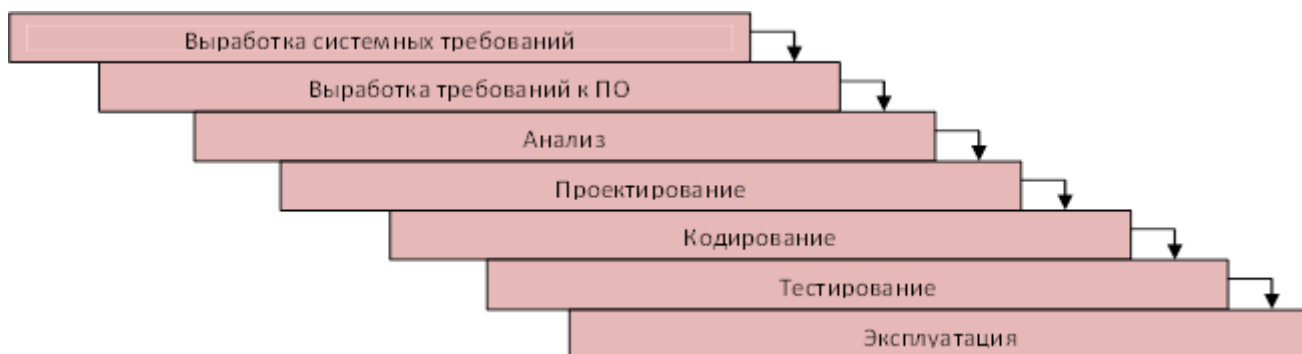 Выработка системных требований
Выработка требований к ПО
Анализ
Проектирование
Кодирование
Тестирование
Эксплуатация